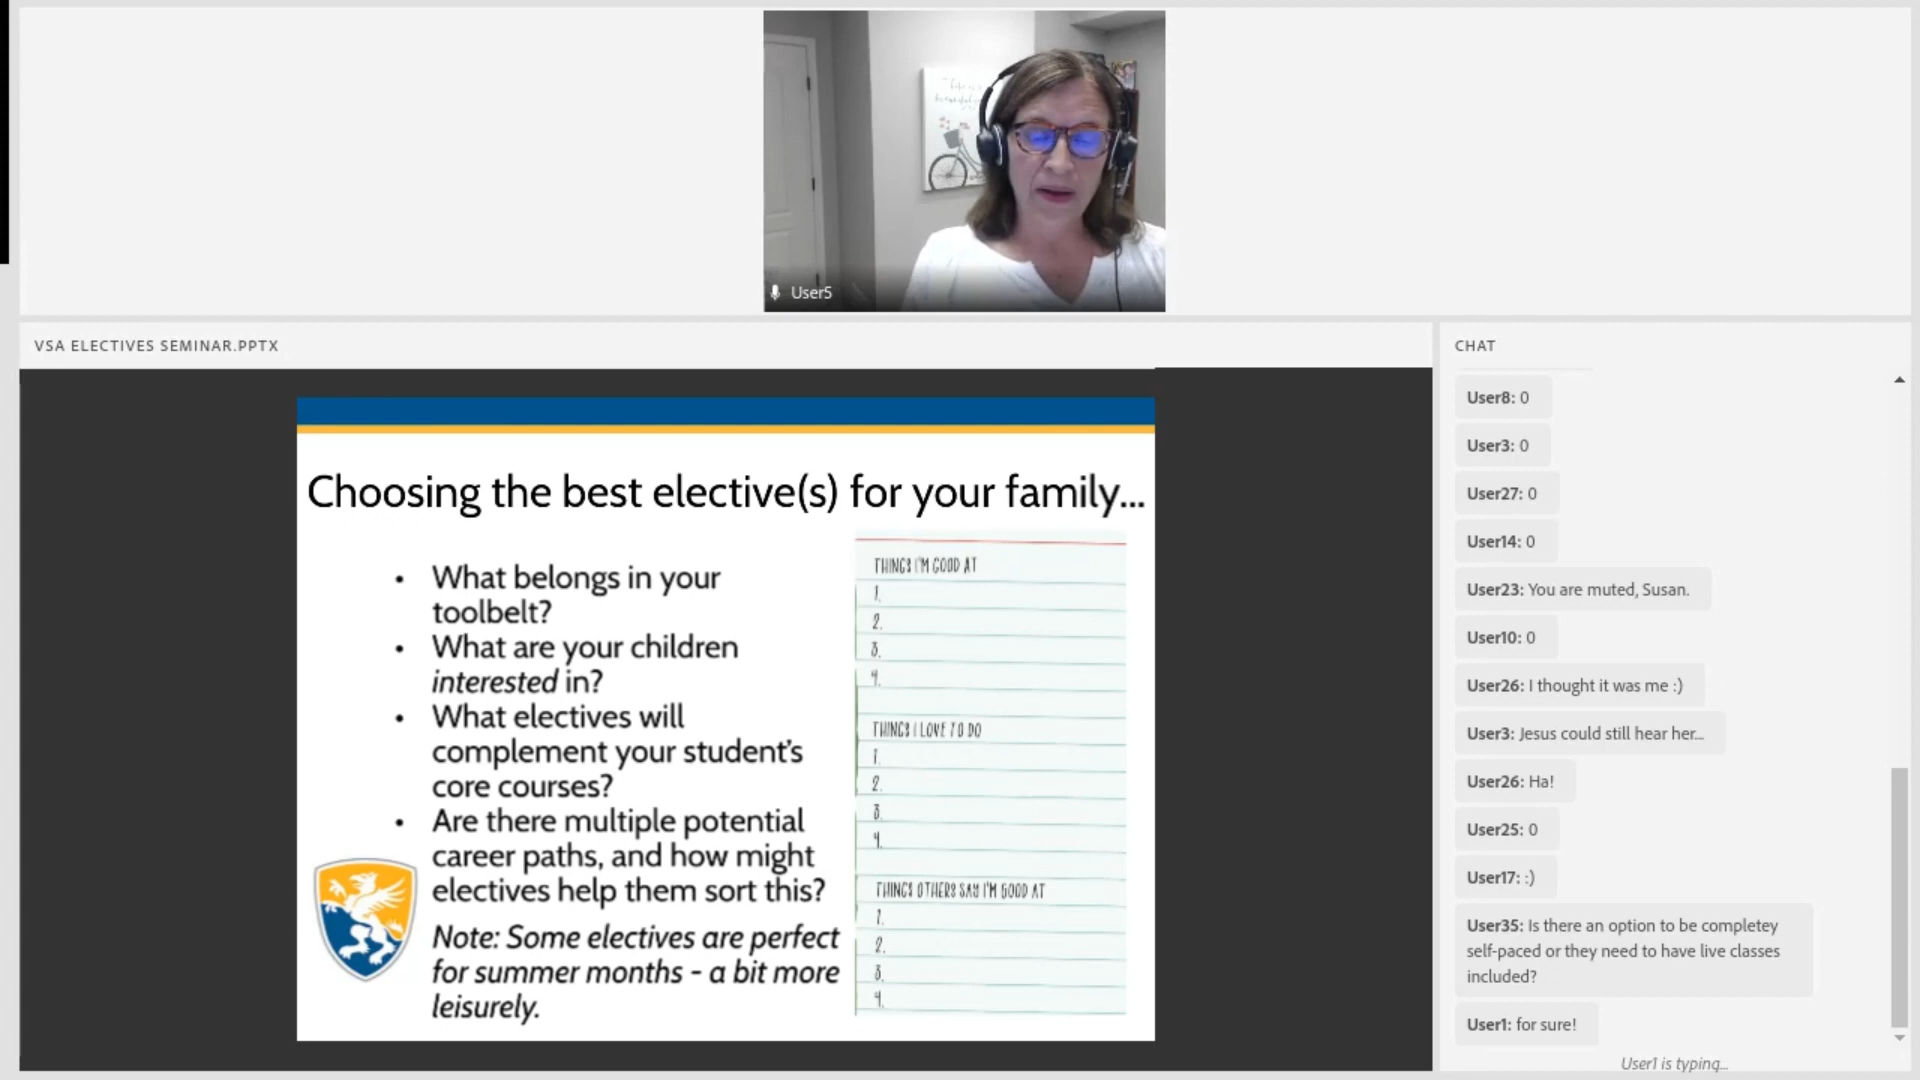 User5
VSA ELECTIVES SEMINAR.PPTX
Choosing the best elective(s) for your family...
• What belongs in your
toolbelt?
• What are your children
interested in?
• What electives will
complement your student's
core courses?
• Are there multiple potential
career paths, and how might
electives help them sort this?
Note: Some electives are perfect
for summer months - a bit more
leisurely.
THINGS I'M GOOD AT
1.
2.
3.
4.
THINGS I LOVE TO DO
1.
2.
3.
4.
THINGS OTHERS SAY I'M GOOD AT
1.
2.
3.
4.
CHAT
User8: 0
User3: 0
User27: 0
User14: 0
User23: You are muted, Susan.
User10: 0
User26: I thought it was me :)
User3: Jesus could still hear her...
User26: Ha!
User25: 0
User17: :)
User35: Is there an option to be completey
self-paced or they need to have live classes
included?
User1: for sure!
User1 is typing...